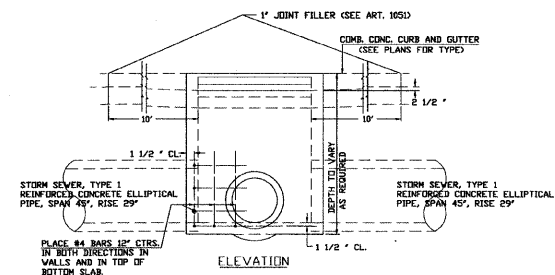 1" JOINT FILLER (SEE ART. 1051)
COMB. CONC. CURB AND GUTTER
(SEE PLANS FOR TYPE)
2 1/2 "
10'
10'
1 1/2 " CL.
DEPTH TO VARY
AS REQUIRED
STORM SEWER, TYPE 1
REINFORCED CONCRETE ELLIPTICAL
PIPE, SPAN 45", RISE 29"
STORM SEWER, TYPE 1
REINFORCED CONCRETE ELLIPTICAL
PIPE, SPAN 45", RISE 29"
PLACE #4 BARS 12" CTRS.
IN BOTH DIRECTIONS IN
WALLS AND IN TOP OF
BOTTOM SLAB.
1 1/2 " CL.
ELEVATION